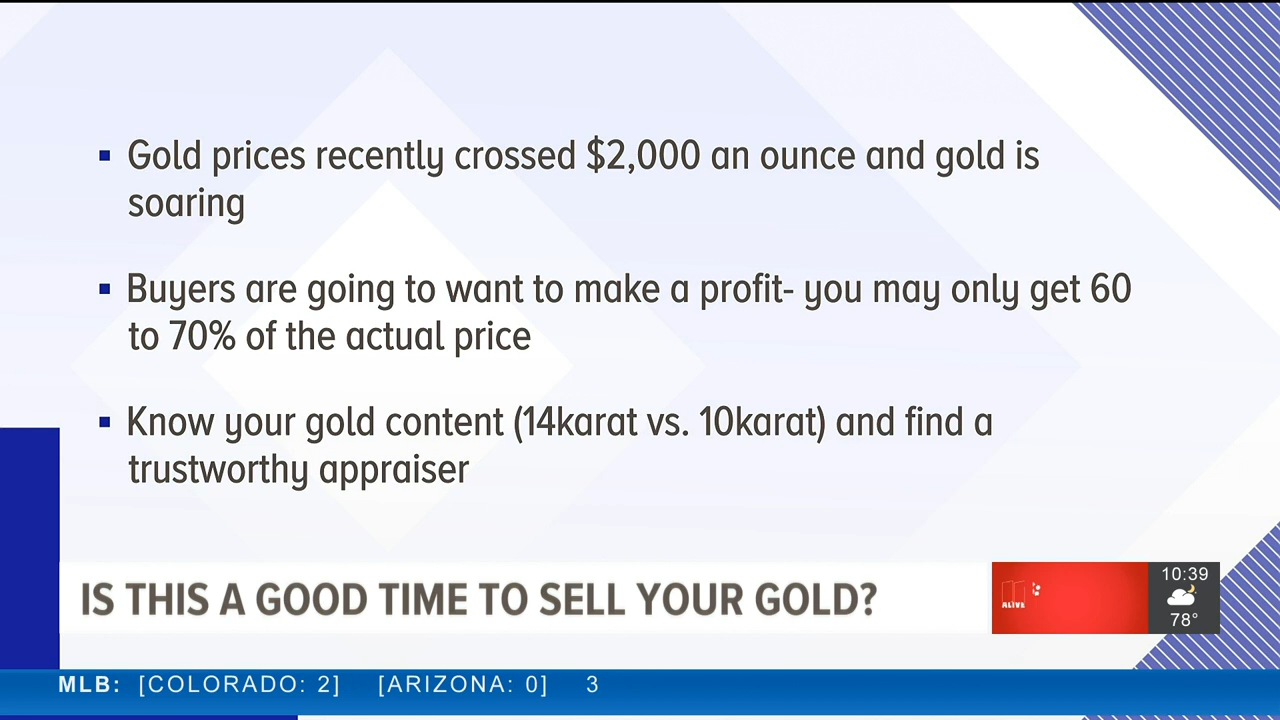 ▪ Gold prices recently crossed $2,000 an ounce and gold is
soaring
▪ Buyers are going to want to make a profit- you may only get 60
to 70% of the actual price
▪ Know your gold content (14karat vs. 10karat) and find a
trustworthy appraiser
IS THIS A GOOD TIME TO SELL YOUR GOLD?
11
ALIVE
10:39
78°
MLB: [COLORADO: 2] [ARIZONA: 0] 3